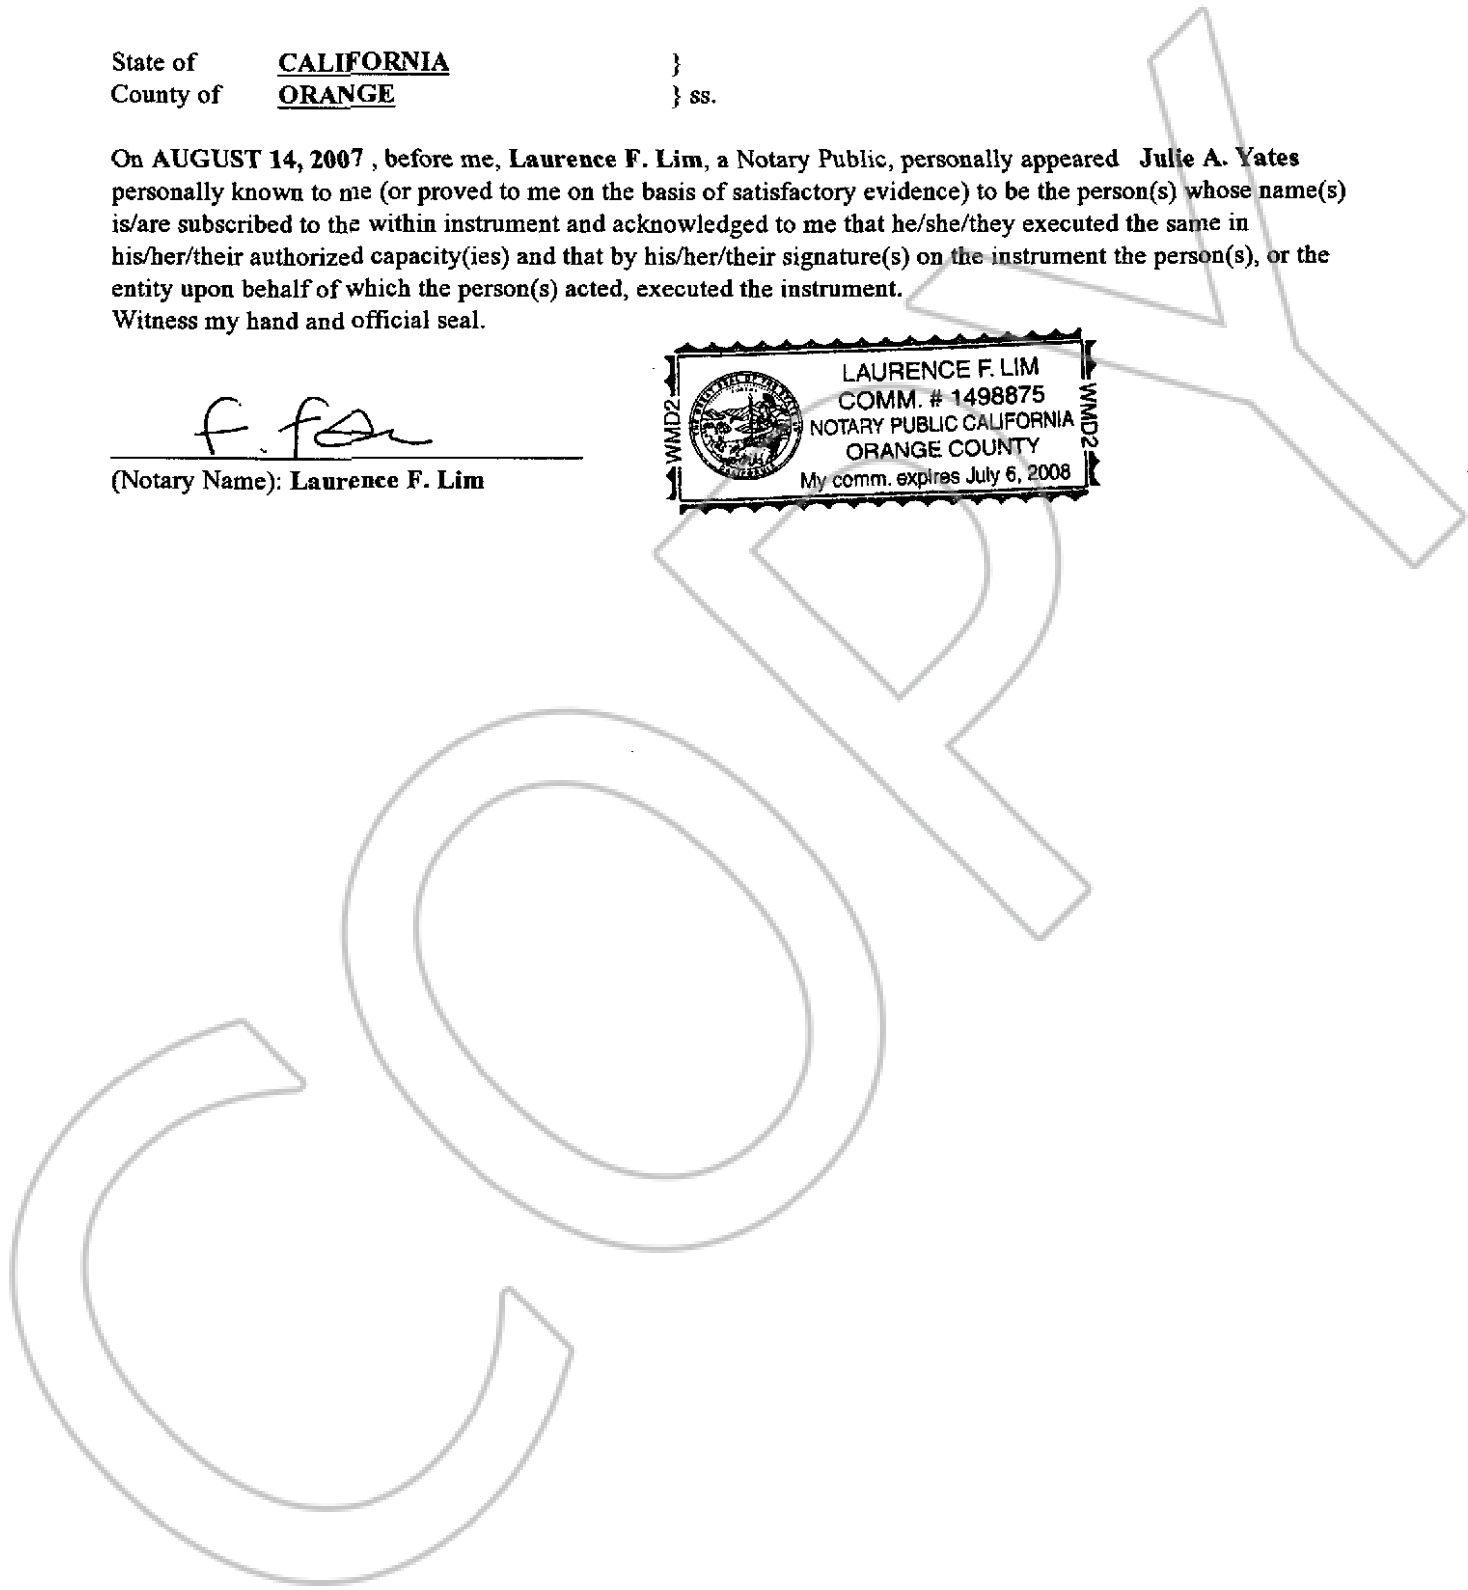 State of CALIFORNIA }
County of ORANGE } ss.
On AUGUST 14, 2007 , before me, Laurence F. Lim, a Notary Public, personally appeared Julie A. Yates
personally known to me (or proved to me on the basis of satisfactory evidence) to be the person(s) whose name(s)
is/are subscribed to the within instrument and acknowledged to me that he/she/they executed the same in
his/her/their authorized capacity(ies) and that by his/her/their signature(s) on the instrument the person(s), or the
entity upon behalf of which the person(s) acted, executed the instrument.
Witness my hand and official seal.
(Notary Name): Laurence F. Lim
WMD2
LAURENCE F. LIM
COMM. # 1498875
NOTARY PUBLIC CALIFORNIA
ORANGE COUNTY
My comm. expires July 6, 2008
WMD2
COPY